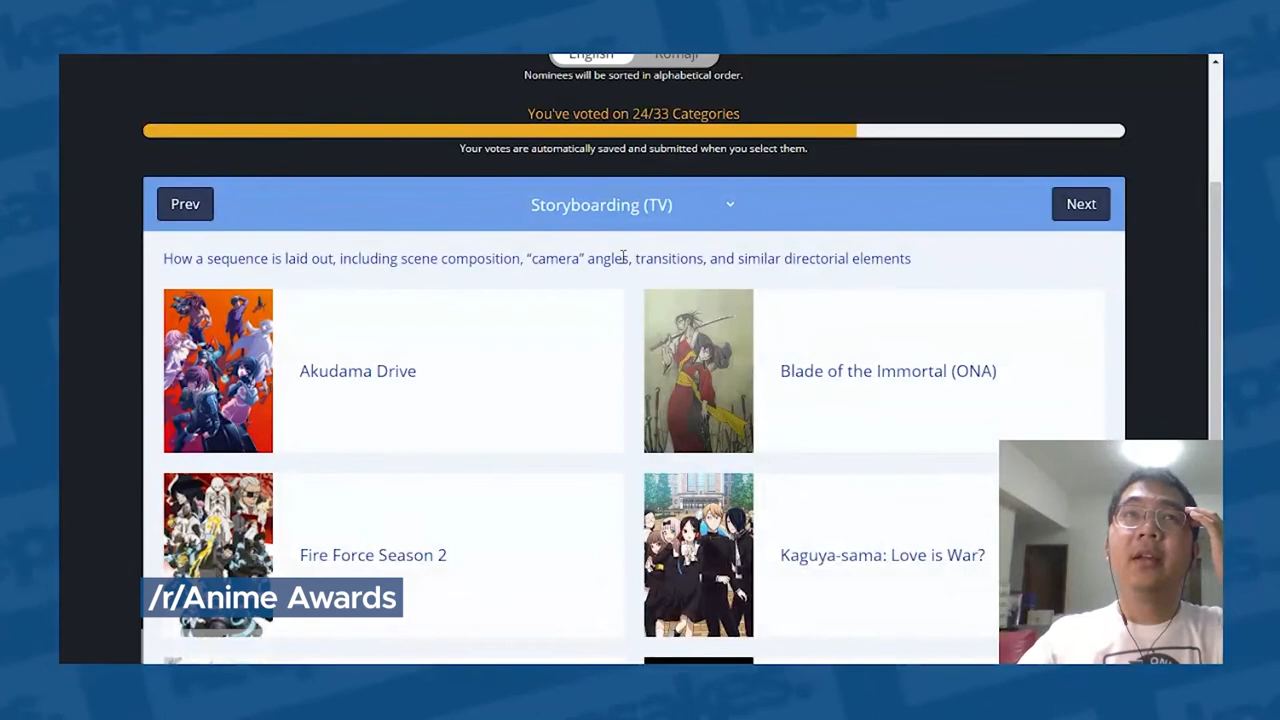 English Romaji
Nominees will be sorted in alphabetical order.
You've voted on 24/33 Categories
Your votes are automatically saved and submitted when you select them.
Prev
Storyboarding (TV)
Next
How a sequence is laid out, including scene composition, “camera” angles, transitions, and similar directorial elements
Akudama Drive
Blade of the Immortal (ONA)
Fire Force Season 2
Kaguya-sama: Love is War?
/r/Anime Awards